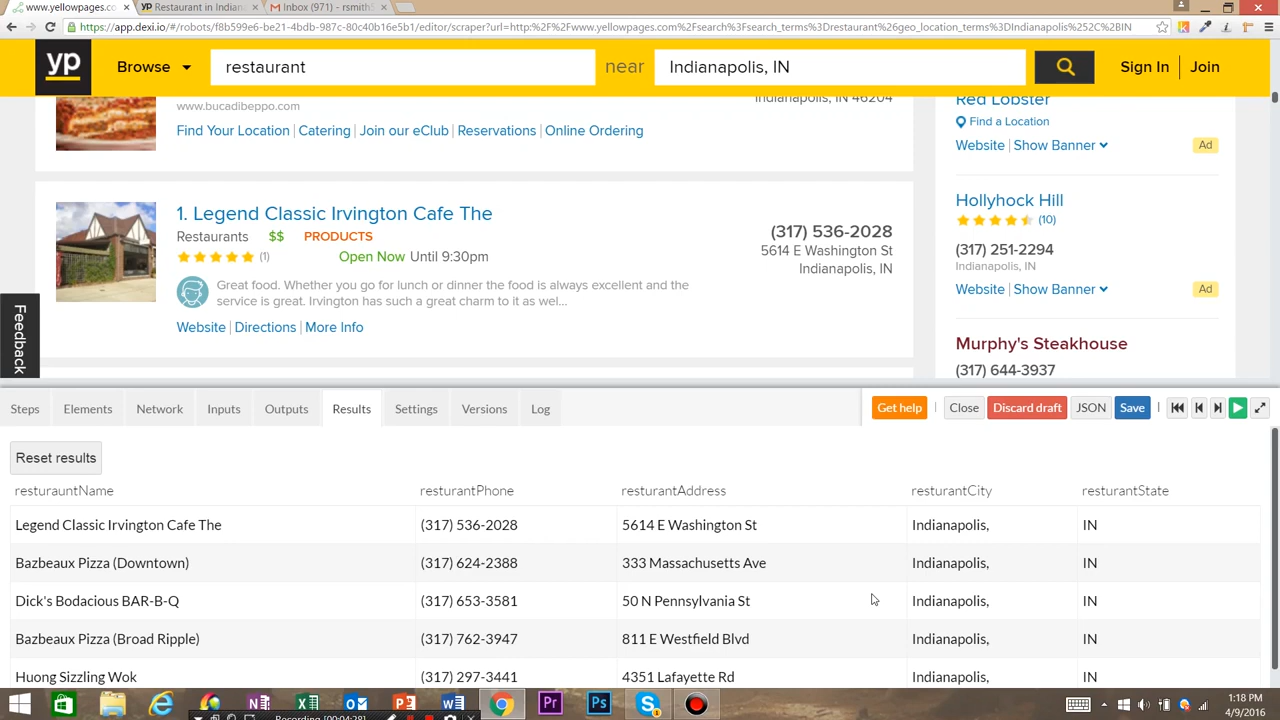 www.yellowpages.com/
Restaurant in Indian
Inbox (971) - rsmith
https://app.dexi.io/#/robots/f8b599e6-be21-4bdb-987c-80c40b16e5b1/editor/scraper?url=http:%2F%2Fwww.yellowpages.com%2Fsearch%3Fsearch_terms%3Drestaurant%26geo_location_terms%3DIndianapolis%252C%2BIN
yp Browse restaurant near Indianapolis, IN Sign In Join
www.bucadibeppo.com
Indianapolis, IN 46204
Find Your Location Catering Join our eClub Reservations Online Ordering
Red Lobster
Find a Location
Website Show Banner Ad
1. Legend Classic Irvington Cafe The
Restaurants $$ PRODUCTS
(1) Open Now Until 9:30pm
Great food. Whether you go for lunch or dinner the food is always excellent and the
service is great. Irvington has such a great charm to it as wel...
Website Directions More Info
(317) 536-2028
5614 E Washington St
Indianapolis, IN
Hollyhock Hill
(10)
(317) 251-2294
Indianapolis, IN
Website Show Banner Ad
Murphy's Steakhouse
(317) 644-3937
Feedback
Steps Elements Network Inputs Outputs Results Settings Versions Log Get help Close Discard draft JSON Save
Reset results
resturauntName resturantPhone resturantAddress resturantCity resturantState
Legend Classic Irvington Cafe The (317) 536-2028 5614 E Washington St Indianapolis, IN
Bazbeaux Pizza (Downtown) (317) 624-2388 333 Massachusetts Ave Indianapolis, IN
Dick's Bodacious BAR-B-Q (317) 653-3581 50 N Pennsylvania St Indianapolis, IN
Bazbeaux Pizza (Broad Ripple) (317) 762-3947 811 E Westfield Blvd Indianapolis, IN
Huong Sizzling Wok (317) 297-3441 4351 Lafayette Rd Indianapolis, IN
Recording [00:04:28]
1:18 PM
4/9/2016